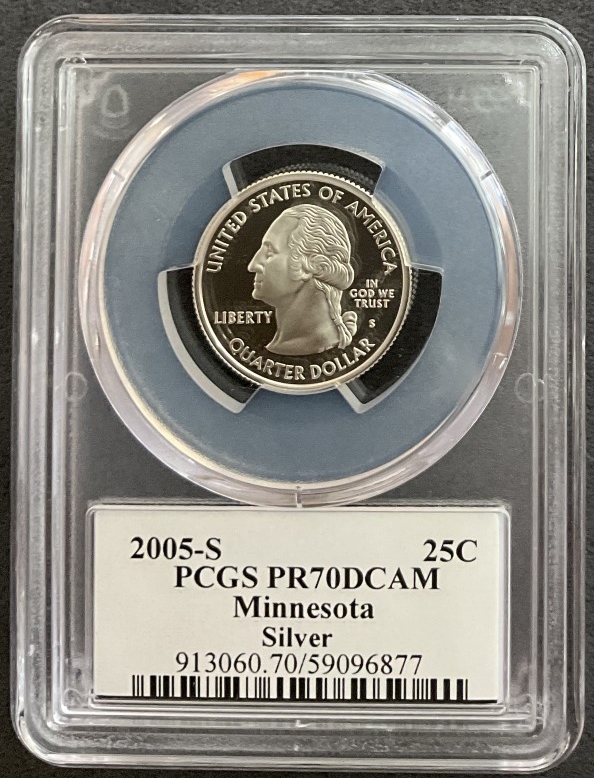 UNITED STATES OF AMERICA
LIBERTY
IN
GOD WE
TRUST
S
QUARTER DOLLAR
2005-S 25C
PCGS PR70DCAM
Minnesota
Silver
913060.70/59096877